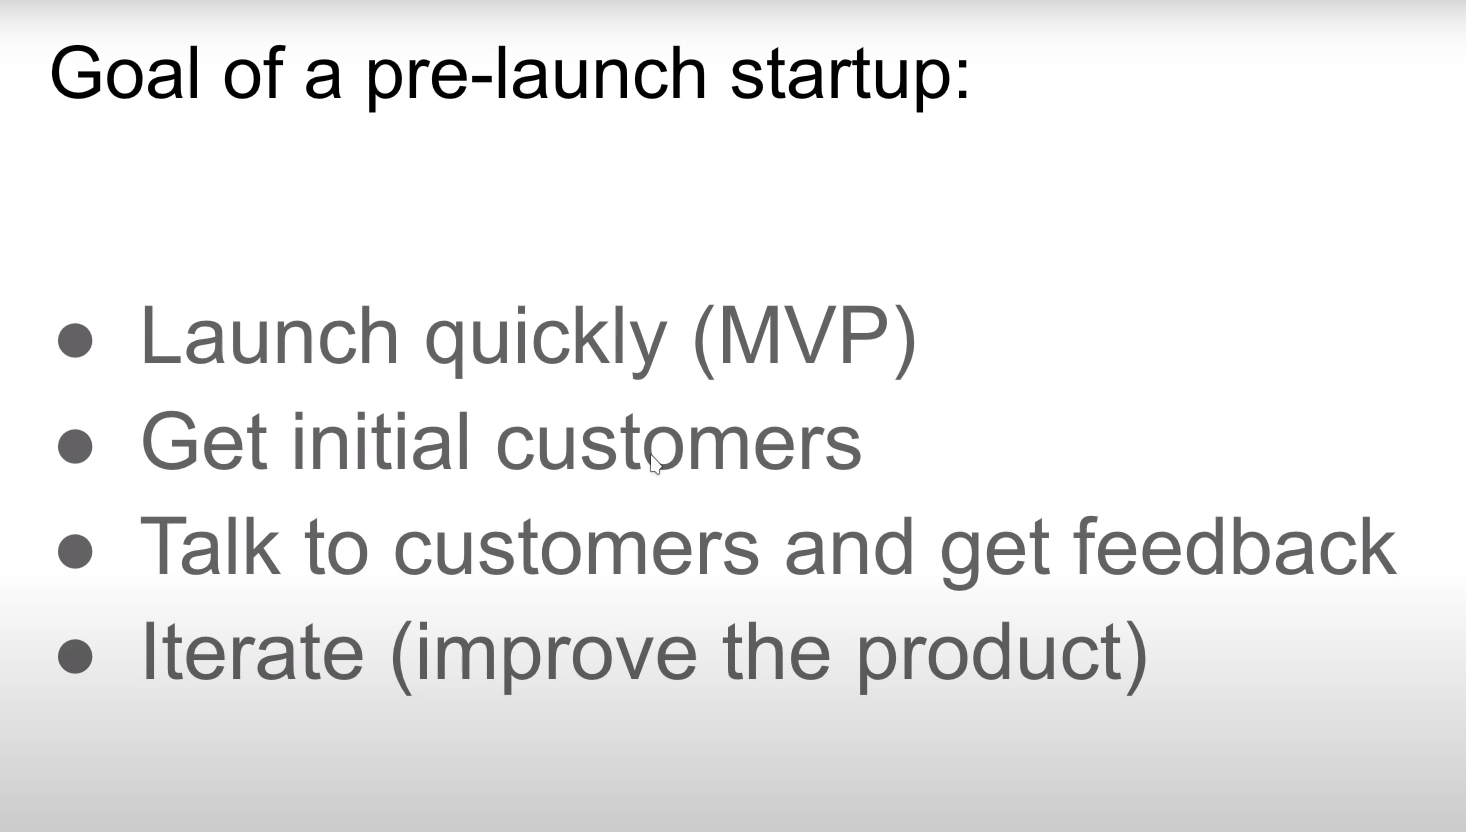 Goal of a pre-launch startup:
● Launch quickly (MVP)
● Get initial customers
● Talk to customers and get feedback
● Iterate (improve the product)